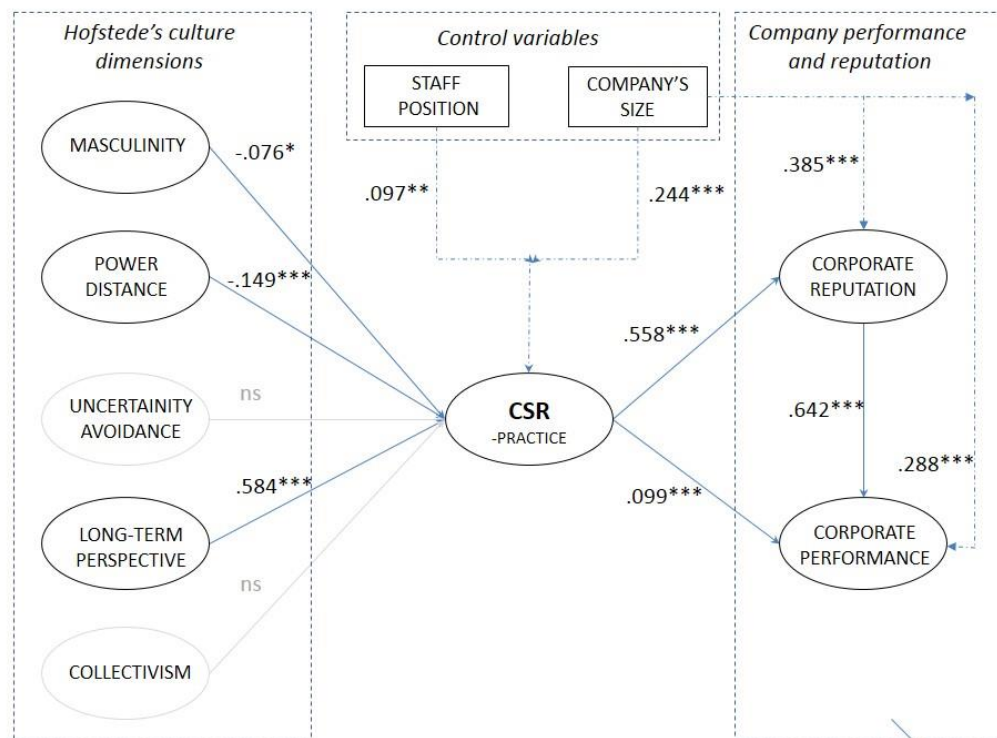 Hofstede's culture
dimensions
MASCULINITY
POWER
DISTANCE
UNCERTAINITY
AVOIDANCE
LONG-TERM
PERSPECTIVE
COLLECTIVISM
-.076*
-.149***
ns
.584***
ns
Control variables
STAFF
POSITION
COMPANY'S
SIZE
.097**
.244***
CSR
-PRACTICE
.558***
.099***
Company performance
and reputation
.385***
CORPORATE
REPUTATION
.642***
.288***
CORPORATE
PERFORMANCE